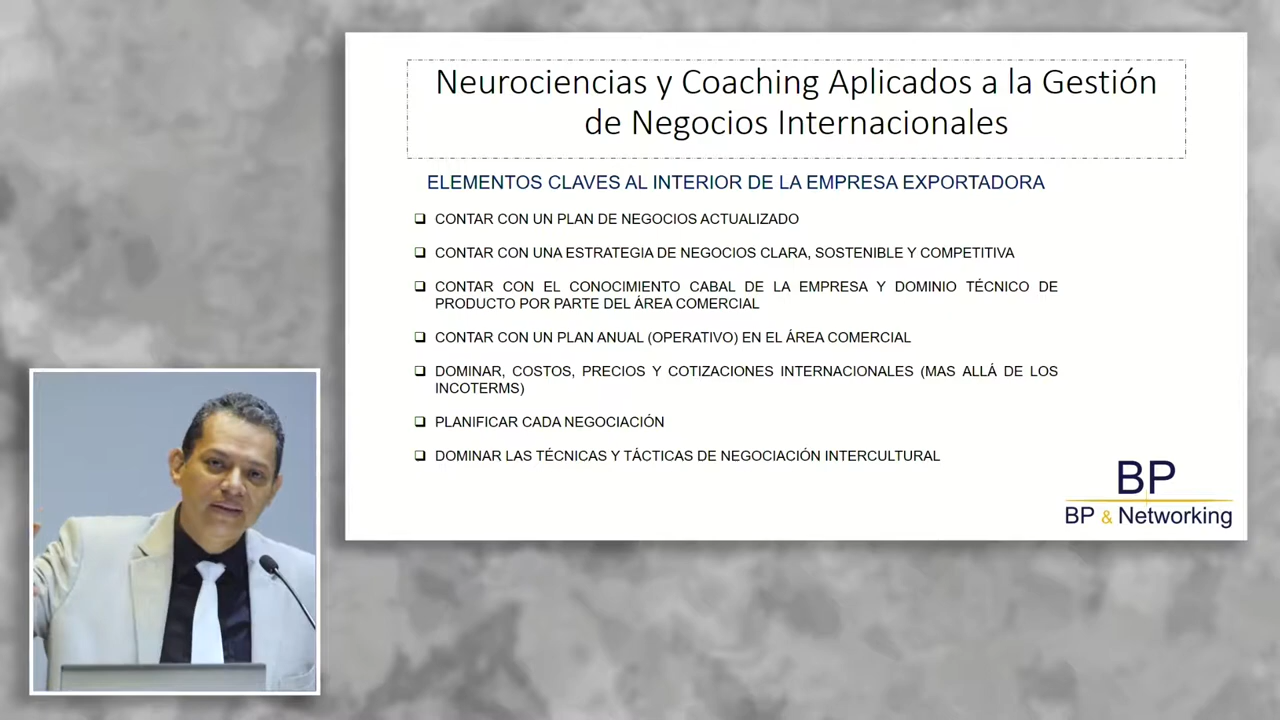 Neurociencias y Coaching Aplicados a la Gestión
de Negocios Internacionales
ELEMENTOS CLAVES AL INTERIOR DE LA EMPRESA EXPORTADORA
CONTAR CON UN PLAN DE NEGOCIOS ACTUALIZADO
CONTAR CON UNA ESTRATEGIA DE NEGOCIOS CLARA, SOSTENIBLE Y COMPETITIVA
CONTAR CON EL CONOCIMIENTO CABAL DE LA EMPRESA Y DOMINIO TÉCNICO DE
PRODUCTO POR PARTE DEL ÁREA COMERCIAL
CONTAR CON UN PLAN ANUAL (OPERATIVO) EN EL ÁREA COMERCIAL
DOMINAR, COSTOS, PRECIOS Y COTIZACIONES INTERNACIONALES (MAS ALLÁ DE LOS
INCOTERMS)
PLANIFICAR CADA NEGOCIACIÓN
DOMINAR LAS TÉCNICAS Y TÁCTICAS DE NEGOCIACIÓN INTERCULTURAL
BP
BP & Networking